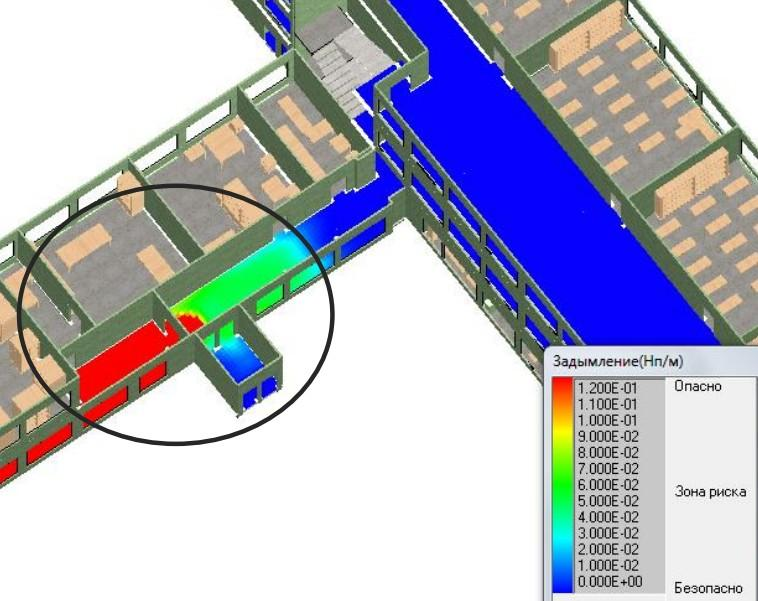 Задымление(Нп/м)
1.200E-01
1.100E-01
1.000E-01
9.000E-02
8.000E-02
7.000E-02
6.000E-02
5.000E-02
4.000E-02
3.000E-02
2.000E-02
1.000E-02
0.000E+00
Опасно
Зона риска
Безопасно